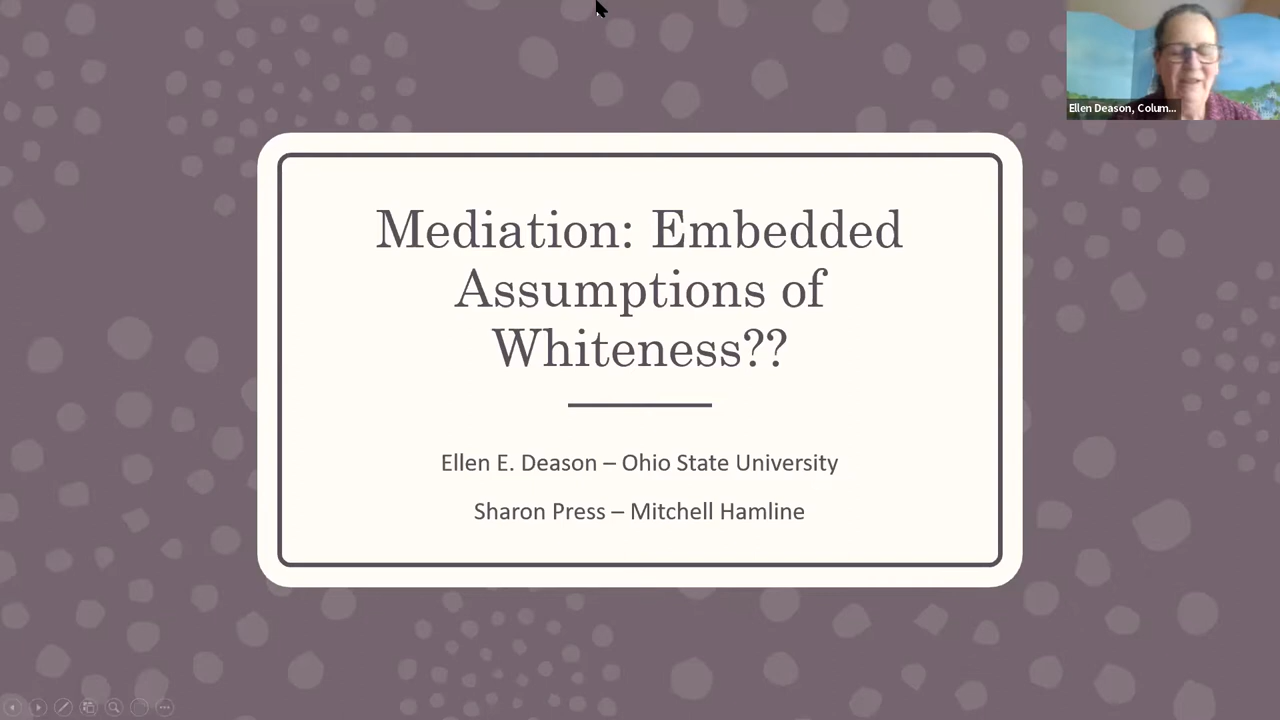 Ellen Deason, Colum...
Mediation: Embedded
Assumptions of
Whiteness??
Ellen E. Deason – Ohio State University
Sharon Press – Mitchell Hamline